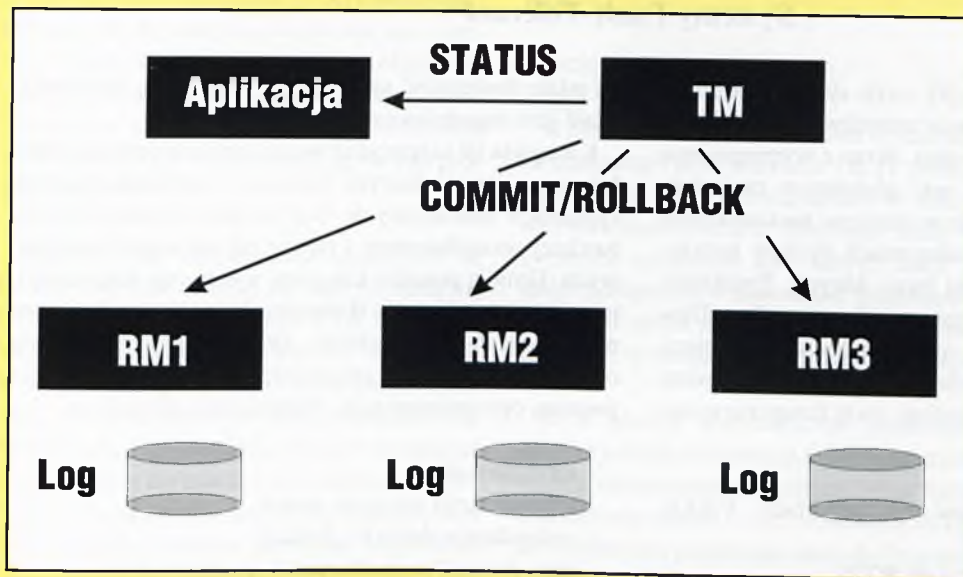 STATUS
Aplikacja
TM
COMMIT/ROLLBACK
RM1
RM2
RM3
Log
Log
Log